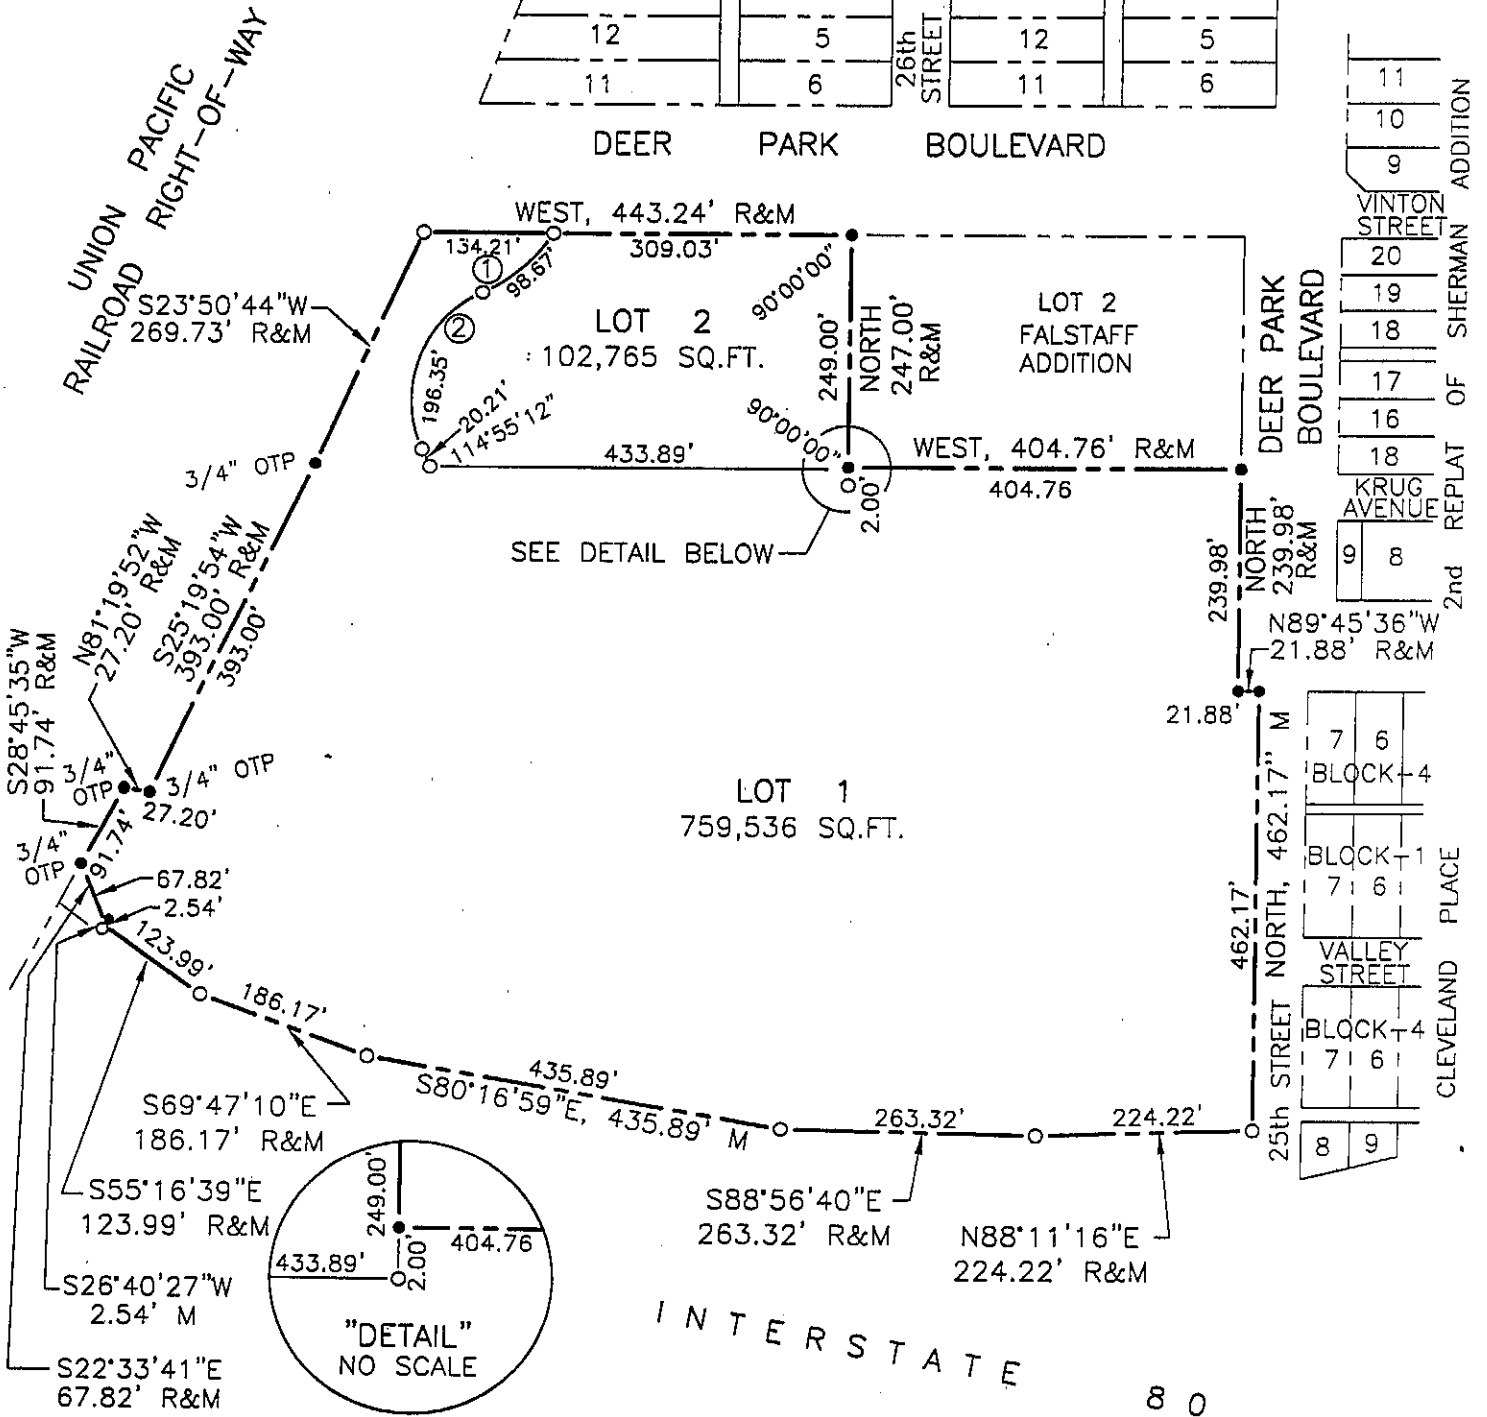 12
5
26th
STREET
12
5
11
6
11
6
DEER PARK BOULEVARD
UNION PACIFIC
RAILROAD RIGHT-OF-WAY
11
10
9
VINTON
STREET
20
19
18
17
16
18
KRUG
AVENUE
9
8
2nd REPLAT OF SHERMAN ADDITION
WEST, 443.24' R&M
134.21'
309.03'
1
98.67'
2
196.35'
20.21'
114°55'12"
S23°50'44"W
269.73' R&M
LOT 2
102,765 SQ.FT.
90°00'00"
249.00'
NORTH
247.00'
R&M
LOT 2
FALSTAFF
ADDITION
DEER PARK
BOULEVARD
90°00'00"
433.89'
WEST, 404.76' R&M
404.76
2.00'
SEE DETAIL BELOW
3/4" OTP
239.98'
NORTH
239.98'
R&M
N89°45'36"W
21.88' R&M
21.88'
N81°19'52"W
27.20' R&M
S25°19'54"W
393.00' R&M
393.00'
S28°45'35"W
91.74' R&M
3/4"
OTP
3/4" OTP
27.20'
91.74'
3/4"
OTP
67.82'
2.54'
123.99'
LOT 1
759,536 SQ.FT.
462.17'
25th STREET NORTH, 462.17" M
7
6
BLOCK-4
BLOCK-1
7
6
VALLEY
STREET
BLOCK-4
7
6
8
9
CLEVELAND PLACE
186.17'
435.89'
S80°16'59"E, 435.89' M
263.32'
224.22'
S69°47'10"E
186.17' R&M
S55°16'39"E
123.99' R&M
S26°40'27"W
2.54' M
S22°33'41"E
67.82' R&M
S88°56'40"E
263.32' R&M
N88°11'16"E
224.22' R&M
249.00'
404.76
433.89'
2.00'
"DETAIL"
NO SCALE
INTERSTATE 80